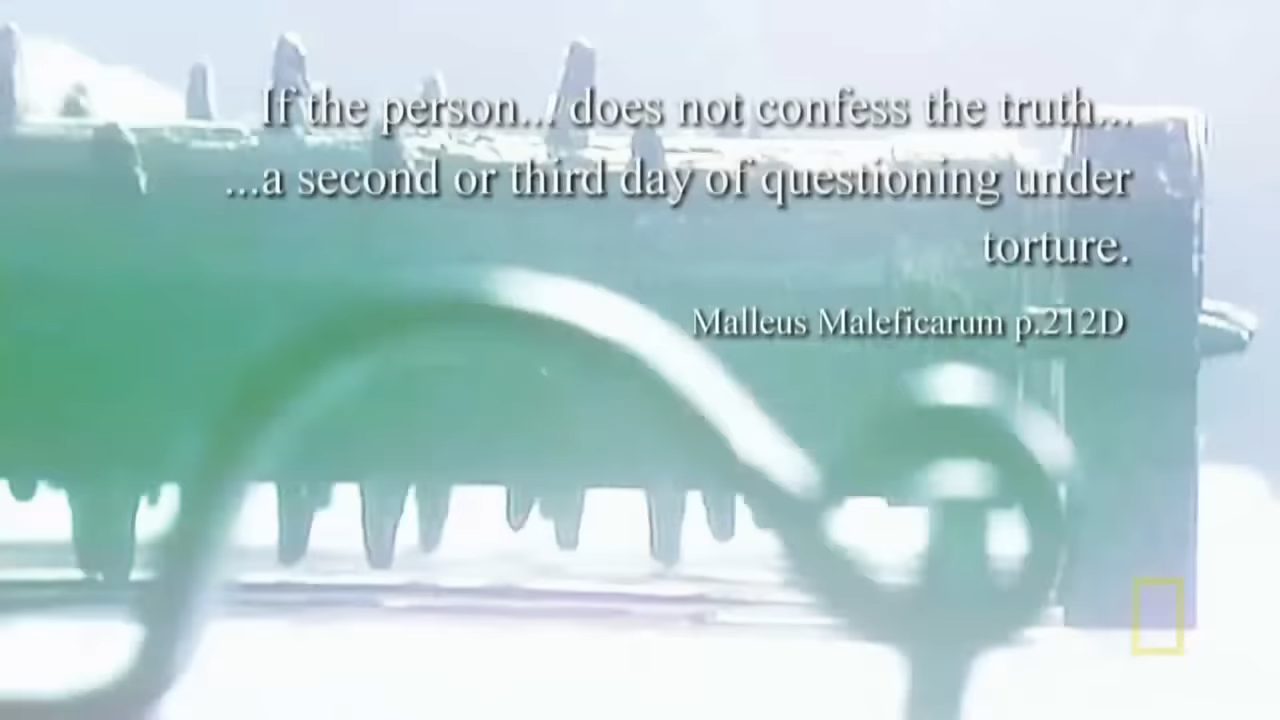 If the person... does not confess the truth...
...a second or third day of questioning under
torture.
Malleus Maleficarum p.212D